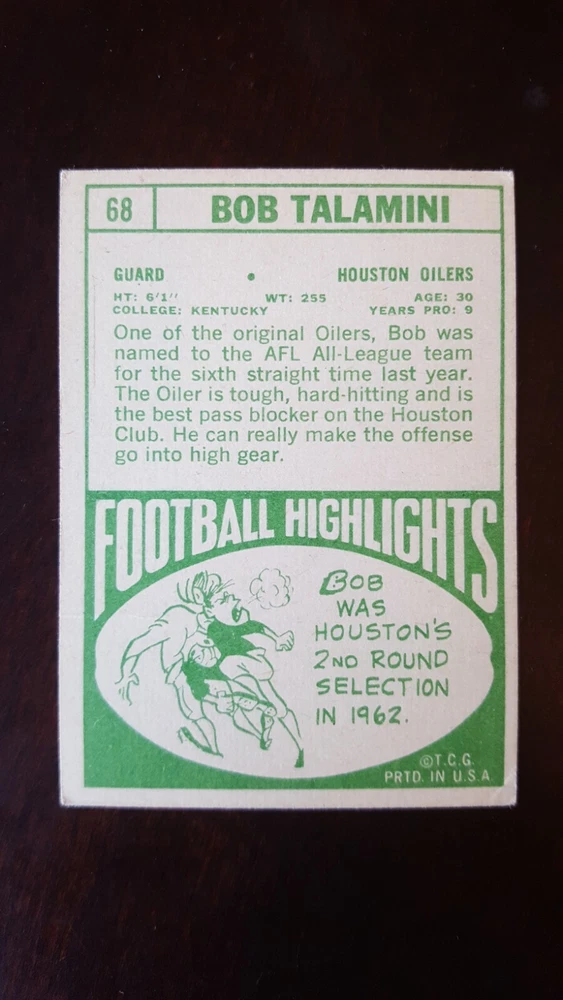 68 BOB TALAMINI
GUARD • HOUSTON OILERS
HT: 6'1" WT: 255 AGE: 30
COLLEGE: KENTUCKY YEARS PRO: 9
One of the original Oilers, Bob was
named to the AFL All-League team
for the sixth straight time last year.
The Oiler is tough, hard-hitting and is
the best pass blocker on the Houston
Club. He can really make the offense
go into high gear.
FOOTBALL HIGHLIGHTS
BOB
WAS
HOUSTON'S
2ND ROUND
SELECTION
IN 1962.
©T.C.G.
PRTD. IN U.S.A.